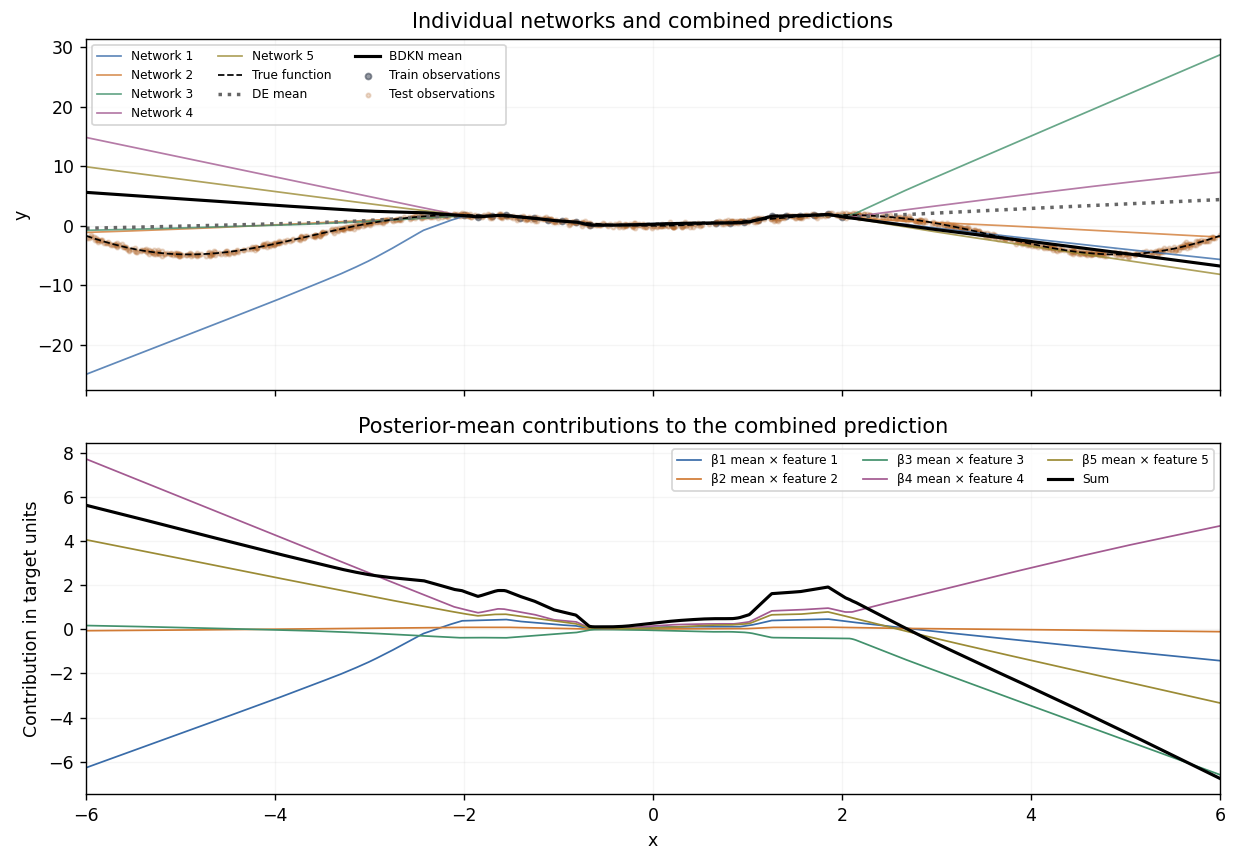 Individual networks and combined predictions
30
20
10
0
−10
−20
y
Network 1
Network 2
Network 3
Network 4
Network 5
True function
DE mean
BDKN mean
Train observations
Test observations
Posterior-mean contributions to the combined prediction
8
6
4
2
0
−2
−4
−6
Contribution in target units
β1 mean × feature 1
β2 mean × feature 2
β3 mean × feature 3
β4 mean × feature 4
β5 mean × feature 5
Sum
−6
−4
−2
0
2
4
6
x